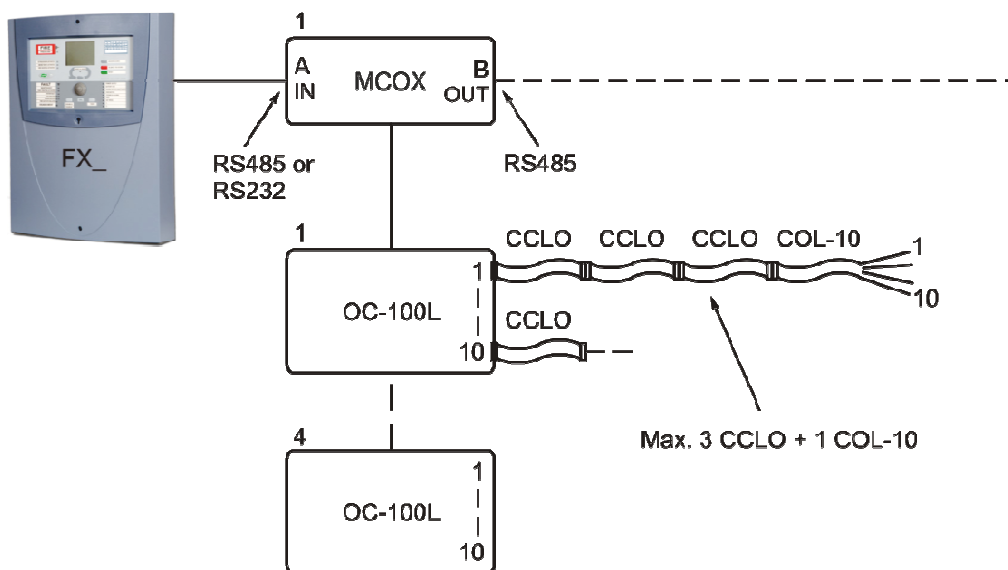 1
A
IN
MCOX
B
OUT
FX_
RS485 or
RS232
RS485
1
OC-100L
1
10
CCLO
CCLO
CCLO
COL-10
1
10
CCLO
Max. 3 CCLO + 1 COL-10
4
OC-100L
1
10